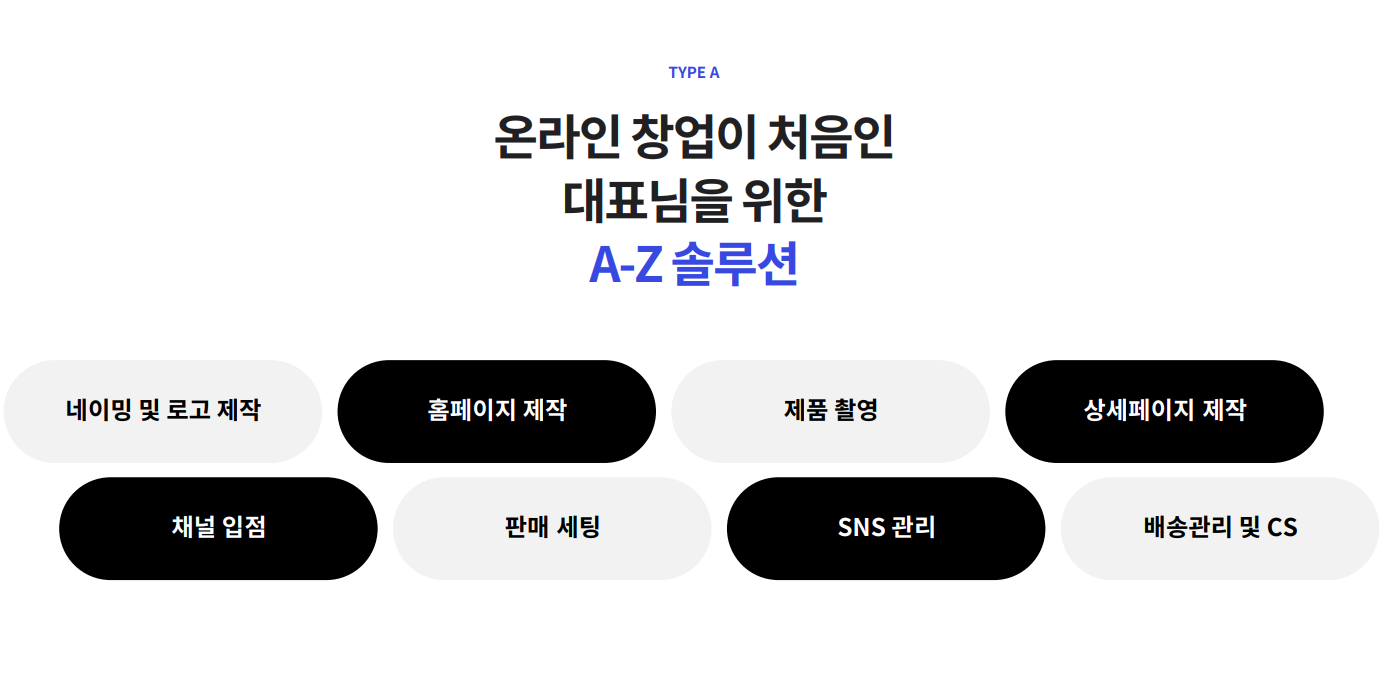 TYPE A
온라인 창업이 처음인
대표님을 위한
A-Z 솔루션
네이밍 및 로고 제작
홈페이지 제작
제품 촬영
상세페이지 제작
채널 입점
판매 세팅
SNS 관리
배송관리 및 CS